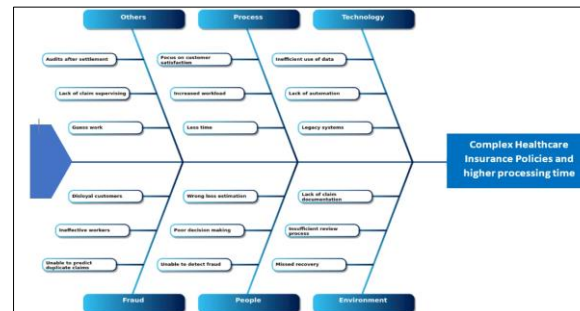 Others
Process
Technology
Audits after settlement
Focus on customer
satisfaction
Inefficient use of data
Lack of claim supervising
Increased workload
Lack of automation
Guess work
Less time
Legacy systems
Complex Healthcare
Insurance Policies and
higher processing time
Disloyal customers
Wrong loss estimation
Lack of claim
documentation
Ineffective workers
Poor decision making
Insufficient review
process
Unable to predict
duplicate claims
Unable to detect fraud
Missed recovery
Fraud
People
Environment